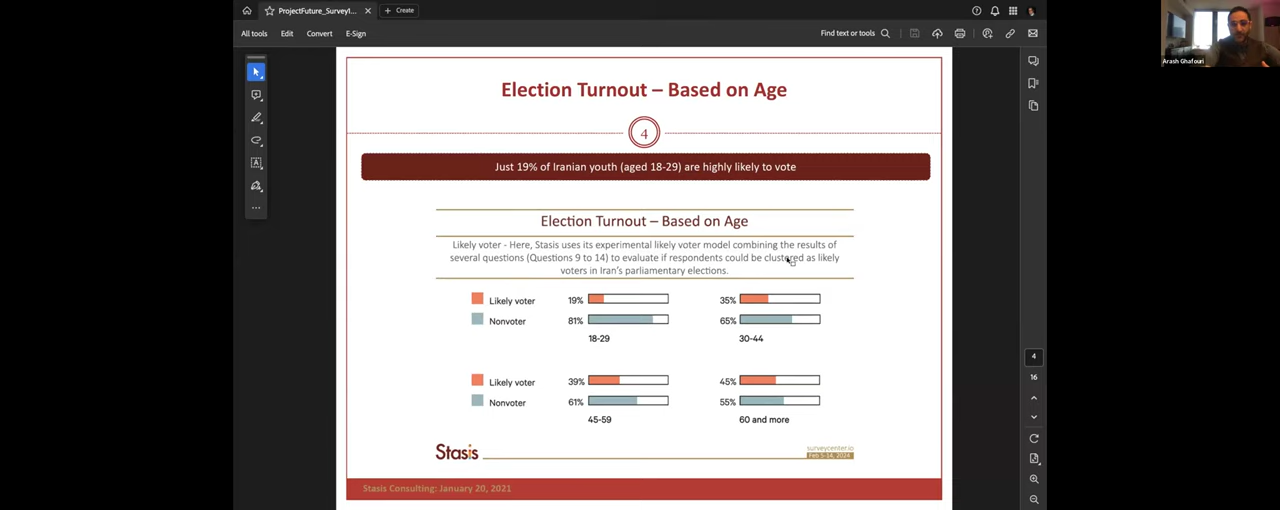 ProjectFuture_Survey1...
Create
All tools
Edit
Convert
E-Sign
Find text or tools
Arash Ghafouri
Election Turnout – Based on Age
4
Just 19% of Iranian youth (aged 18-29) are highly likely to vote
Election Turnout – Based on Age
Likely voter - Here, Stasis uses its experimental likely voter model combining the results of
several questions (Questions 9 to 14) to evaluate if respondents could be clustered as likely
voters in Iran's parliamentary elections.
Likely voter 19% 35%
Nonvoter 81% 65%
18-29 30-44
Likely voter 39% 45%
Nonvoter 61% 55%
45-59 60 and more
Stasis
surveycenter.io
Feb 5-14, 2024
Stasis Consulting: January 20, 2021
4
16